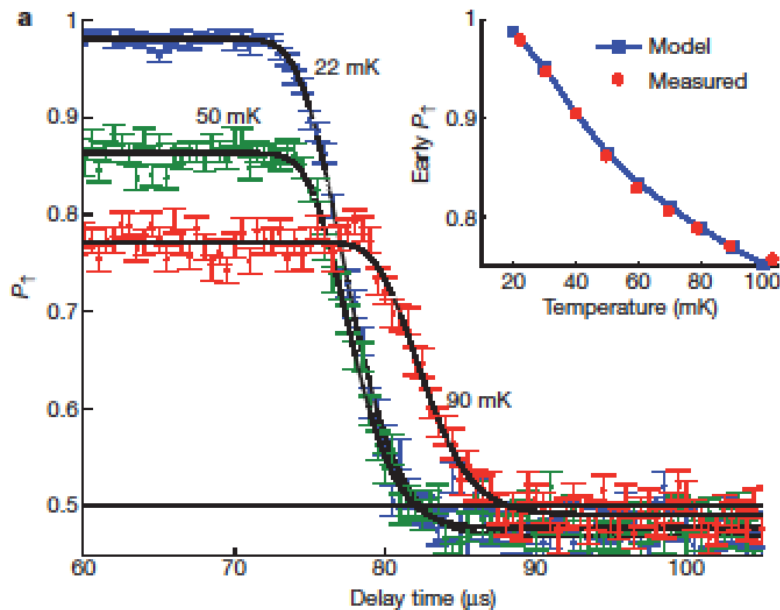 a
1
0.9
0.8
0.7
0.6
0.5
P↑
60
70
80
90
100
Delay time (μs)
22 mK
50 mK
90 mK
1
0.9
0.8
Early P↑
20
40
60
80
100
Temperature (mK)
Model
Measured